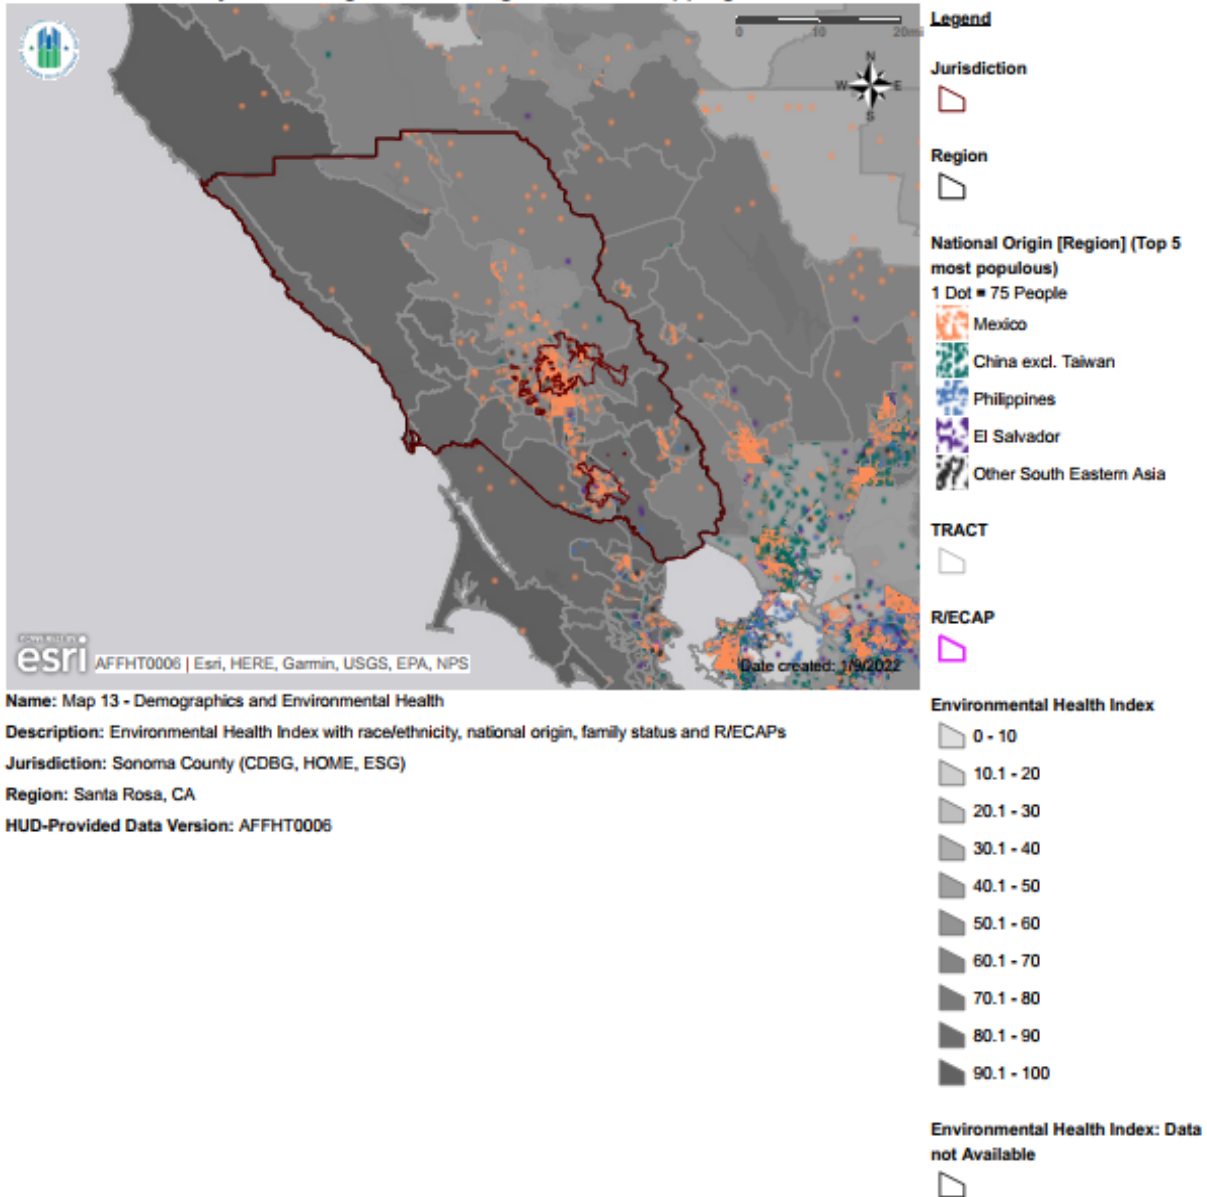 0 10 20mi
N
W E
S
POWERED BY
esri
AFFHT0006 | Esri, HERE, Garmin, USGS, EPA, NPS
Date created: 1/9/2022
Name: Map 13 - Demographics and Environmental Health
Description: Environmental Health Index with race/ethnicity, national origin, family status and R/ECAPs
Jurisdiction: Sonoma County (CDBG, HOME, ESG)
Region: Santa Rosa, CA
HUD-Provided Data Version: AFFHT0006
Legend
Jurisdiction
Region
National Origin [Region] (Top 5
most populous)
1 Dot = 75 People
Mexico
China excl. Taiwan
Philippines
El Salvador
Other South Eastern Asia
TRACT
R/ECAP
Environmental Health Index
0 - 10
10.1 - 20
20.1 - 30
30.1 - 40
40.1 - 50
50.1 - 60
60.1 - 70
70.1 - 80
80.1 - 90
90.1 - 100
Environmental Health Index: Data
not Available